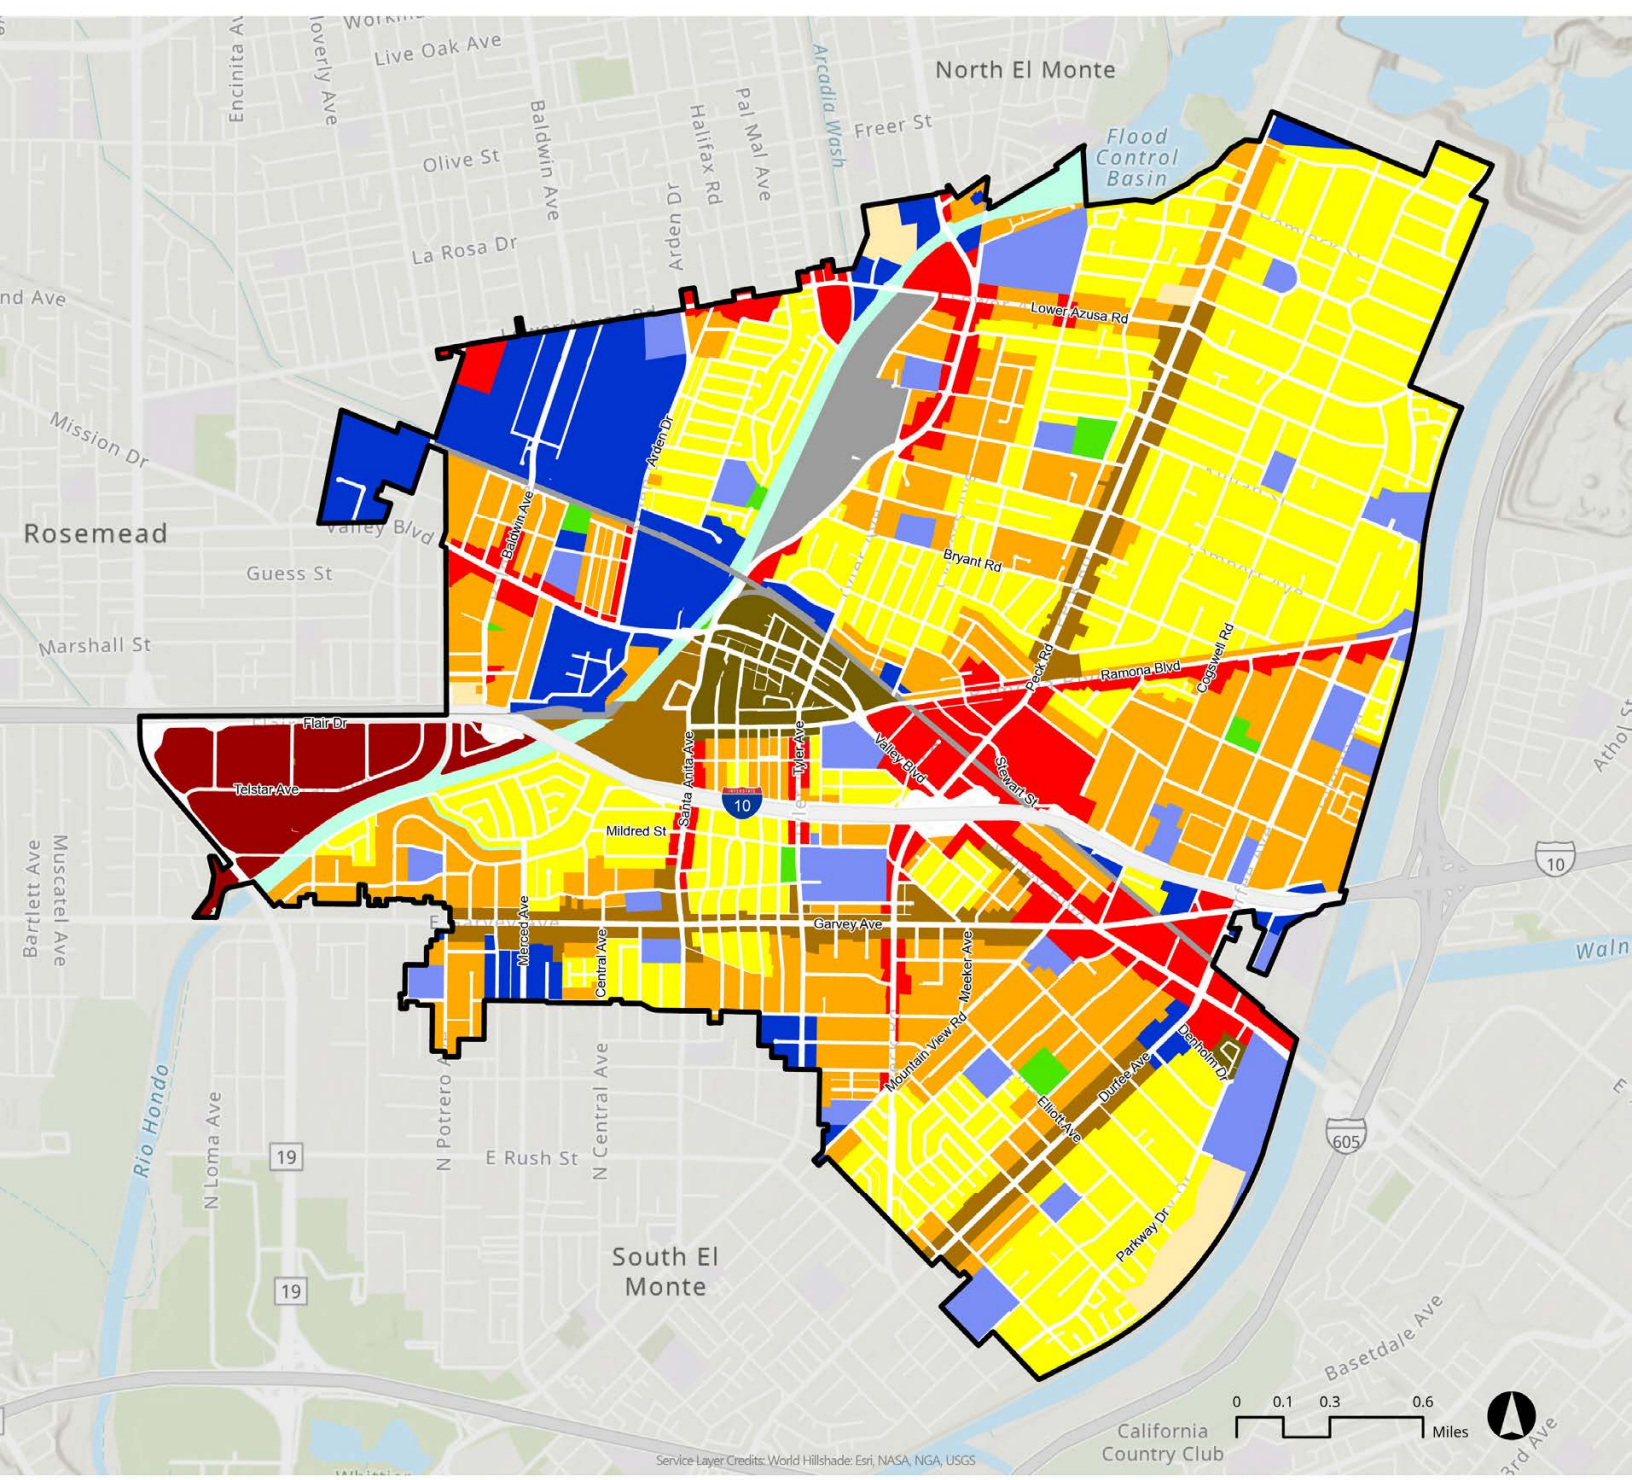 Live Oak Ave
Encinita A
loverly Ave
North El Monte
Arcadia Wash
Pal Mal Ave
Halifax Rd
Baldwin Ave
Freer St
Flood
Control
Basin
Olive St
Arden Dr
La Rosa Dr
nd Ave
Lower Azusa Rd
Mission Dr
Arden Dr
Baldwin Ave
Rosemead
Valley Blvd
Guess St
Bryant Rd
Marshall St
Peck Rd
Ramona Blvd
Cogswell Rd
Flair Dr
Santa Anita Ave
Tyler Ave
Valley Blvd
Stewart St
Telstar Ave
INTERSTATE
10
Mildred St
Athol St
Bartlett Ave
Muscatel Ave
10
Merced Ave
Garvey Ave
Central Ave
Meeker Ave
Waln
Mountain View Rd
Denholm Dr
Durfee Ave
Elliott Ave
Rio Hondo
N Loma Ave
N Potrero A
N Central Ave
19
E Rush St
605
Parkway Dr
South El
Monte
19
Basetdale Ave
0 0.1 0.3 0.6
Miles
California
Country Club
3rd Ave
Service Layer Credits: World Hillshade: Esri, NASA, NGA, USGS